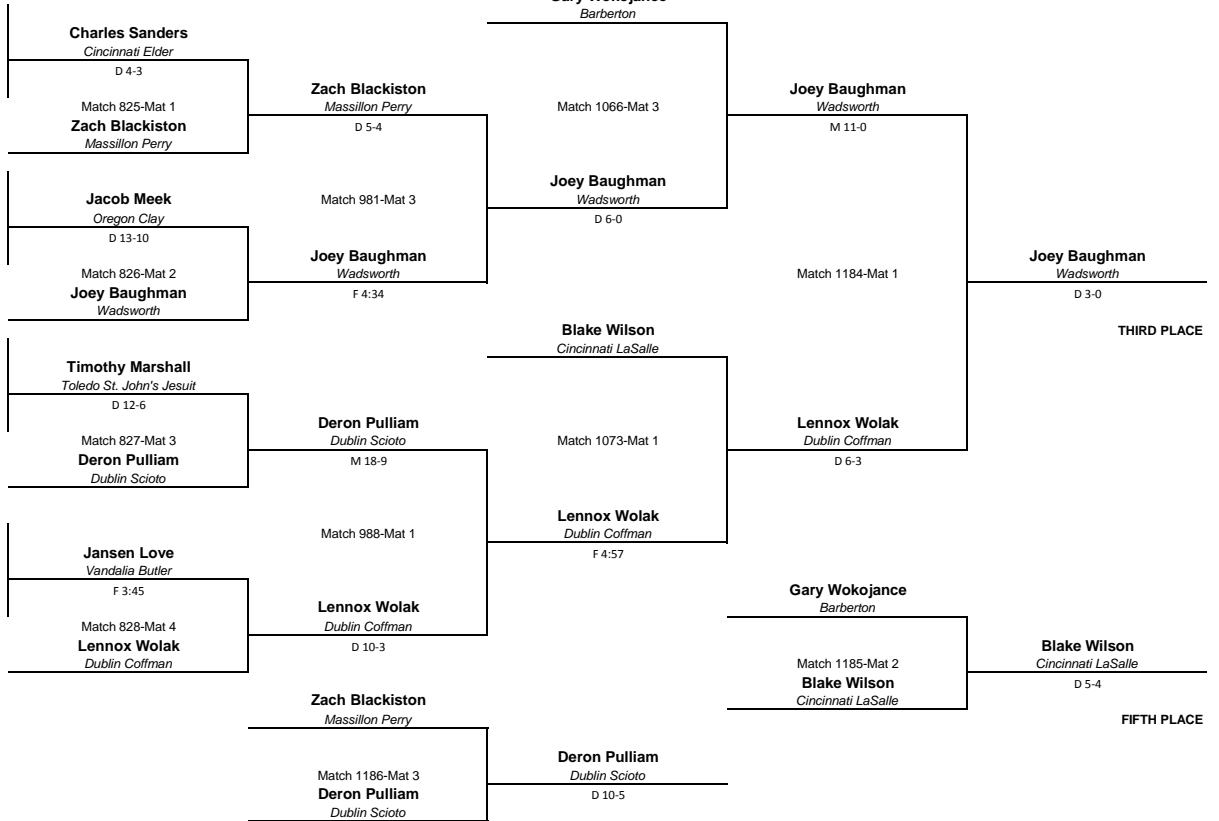 Gary Wokojance
Barberton
Charles Sanders
Cincinnati Elder
D 4-3
Match 825-Mat 1
Zach Blackiston
Massillon Perry
Zach Blackiston
Massillon Perry
D 5-4
Match 1066-Mat 3
Joey Baughman
Wadsworth
M 11-0
Jacob Meek
Oregon Clay
D 13-10
Match 826-Mat 2
Joey Baughman
Wadsworth
Match 981-Mat 3
Joey Baughman
Wadsworth
F 4:34
Joey Baughman
Wadsworth
D 6-0
Match 1184-Mat 1
Joey Baughman
Wadsworth
D 3-0
THIRD PLACE
Timothy Marshall
Toledo St. John's Jesuit
D 12-6
Match 827-Mat 3
Deron Pulliam
Dublin Scioto
Deron Pulliam
Dublin Scioto
M 18-9
Blake Wilson
Cincinnati LaSalle
Match 1073-Mat 1
Lennox Wolak
Dublin Coffman
D 6-3
Jansen Love
Vandalia Butler
F 3:45
Match 828-Mat 4
Lennox Wolak
Dublin Coffman
Match 988-Mat 1
Lennox Wolak
Dublin Coffman
D 10-3
Lennox Wolak
Dublin Coffman
F 4:57
Gary Wokojance
Barberton
Match 1185-Mat 2
Blake Wilson
Cincinnati LaSalle
Blake Wilson
Cincinnati LaSalle
D 5-4
FIFTH PLACE
Zach Blackiston
Massillon Perry
Match 1186-Mat 3
Deron Pulliam
Dublin Scioto
Deron Pulliam
Dublin Scioto
D 10-5